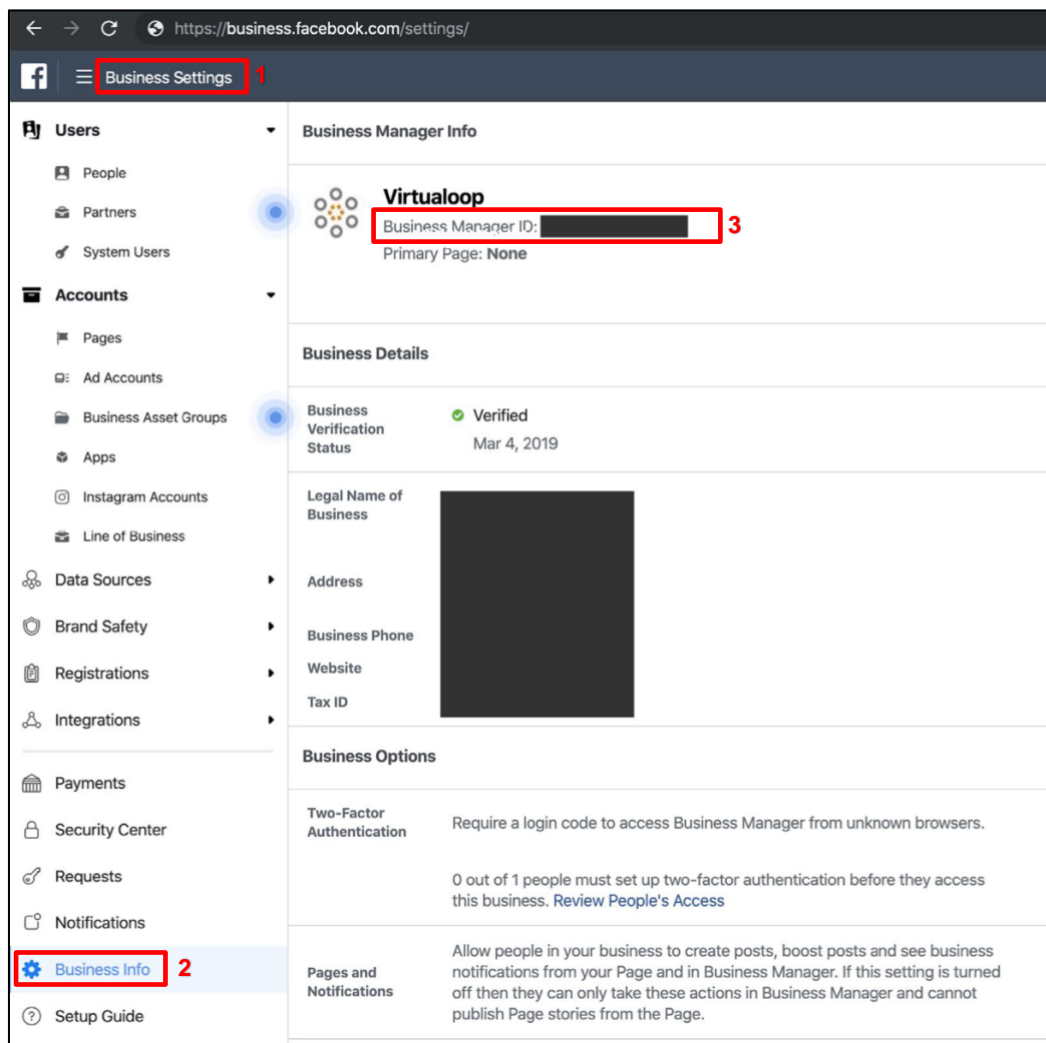 https://business.facebook.com/settings/
f
Business Settings 1
Users
People
Partners
System Users
Accounts
Pages
Ad Accounts
Business Asset Groups
Apps
Instagram Accounts
Line of Business
Data Sources
Brand Safety
Registrations
Integrations
Payments
Security Center
Requests
Notifications
Business Info 2
Setup Guide
Business Manager Info
Virtualoop
Business Manager ID: 3
Primary Page: None
Business Details
Business
Verification
Status
Verified
Mar 4, 2019
Legal Name of
Business
Address
Business Phone
Website
Tax ID
Business Options
Two-Factor
Authentication
Require a login code to access Business Manager from unknown browsers.
0 out of 1 people must set up two-factor authentication before they access
this business. Review People's Access
Pages and
Notifications
Allow people in your business to create posts, boost posts and see business
notifications from your Page and in Business Manager. If this setting is turned
off then they can only take these actions in Business Manager and cannot
publish Page stories from the Page.